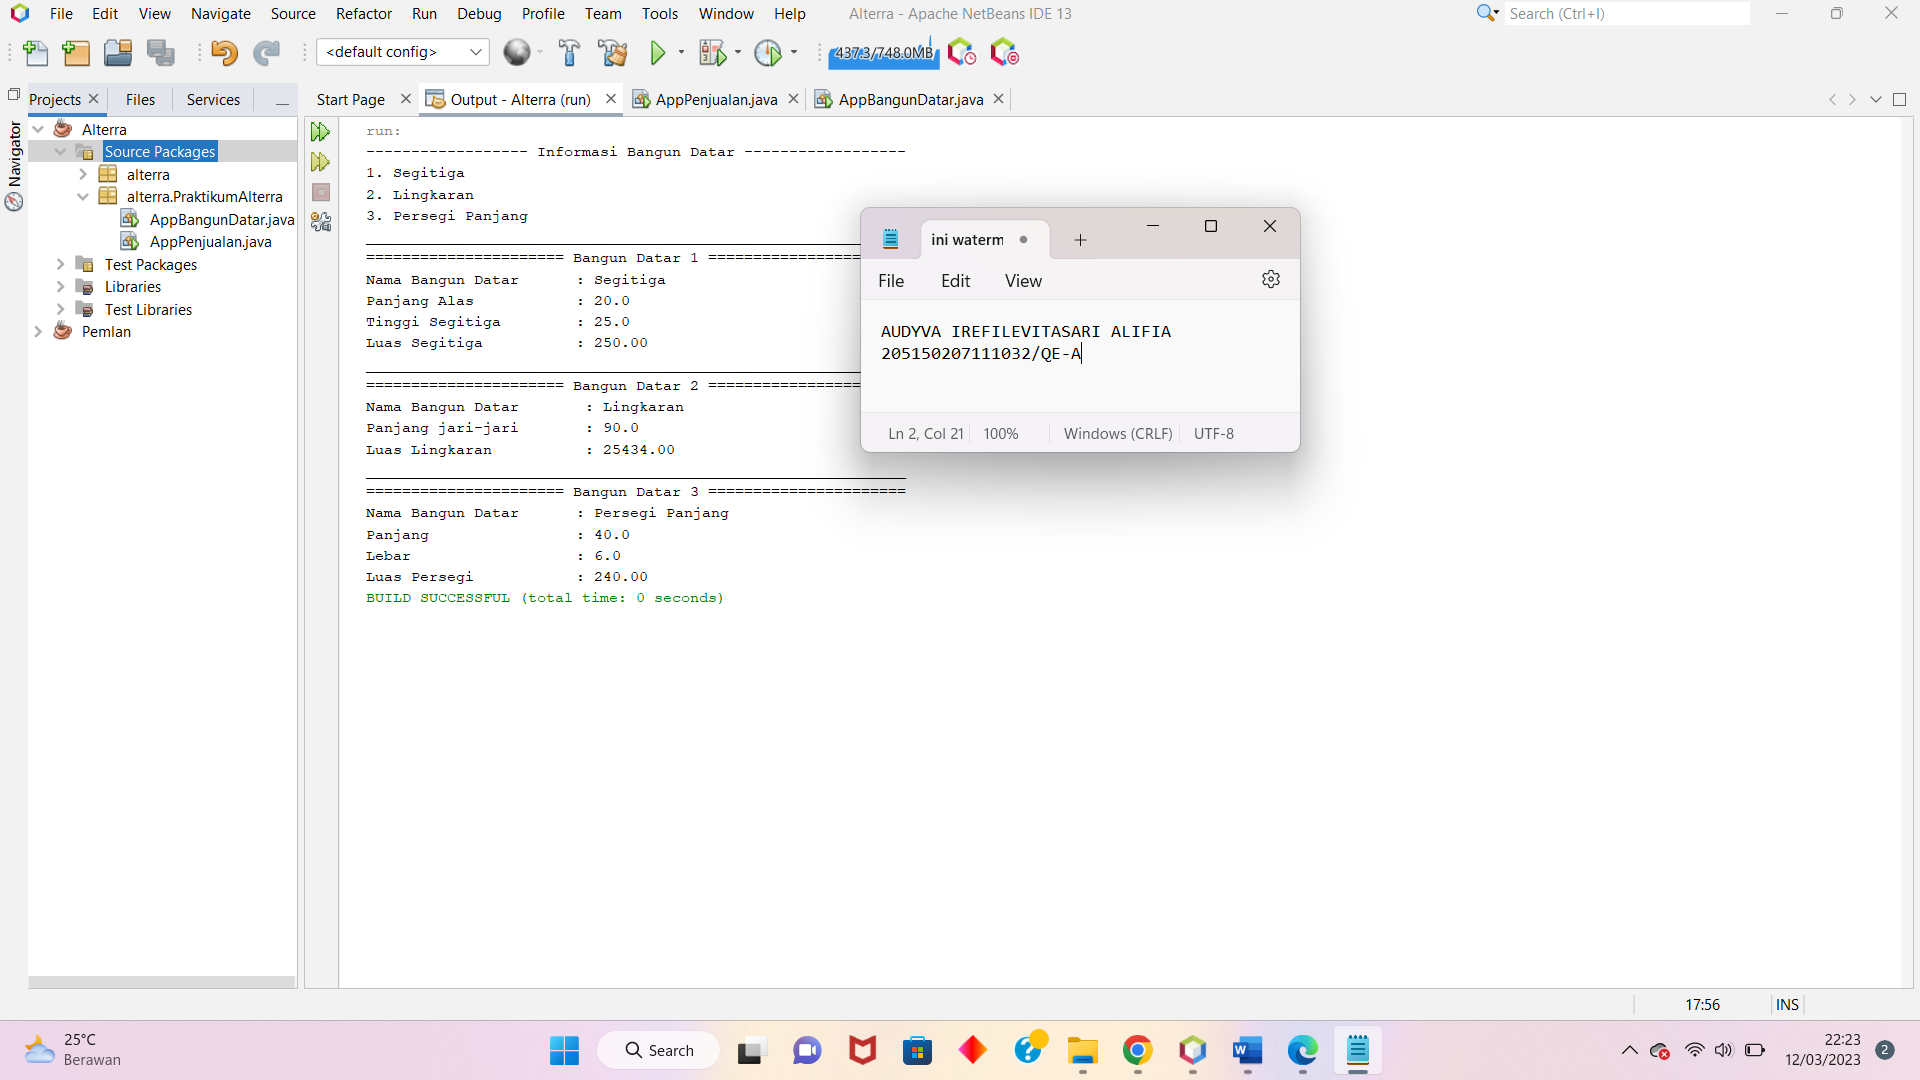 File Edit View Navigate Source Refactor Run Debug Profile Team Tools Window Help Alterra - Apache NetBeans IDE 13 Search (Ctrl+I)
<default config> 437.3/748.0MB
Projects Files Services Start Page Output - Alterra (run) AppPenjualan.java AppBangunDatar.java
Navigator
Alterra
Source Packages
alterra
alterra.PraktikumAlterra
AppBangunDatar.java
AppPenjualan.java
Test Packages
Libraries
Test Libraries
Pemlan
run:
------------------ Informasi Bangun Datar ------------------
1. Segitiga
2. Lingkaran
3. Persegi Panjang
====================== Bangun Datar 1 =================
Nama Bangun Datar : Segitiga
Panjang Alas : 20.0
Tinggi Segitiga : 25.0
Luas Segitiga : 250.00
====================== Bangun Datar 2 =================
Nama Bangun Datar : Lingkaran
Panjang jari-jari : 90.0
Luas Lingkaran : 25434.00
====================== Bangun Datar 3 ======================
Nama Bangun Datar : Persegi Panjang
Panjang : 40.0
Lebar : 6.0
Luas Persegi : 240.00
BUILD SUCCESSFUL (total time: 0 seconds)
ini waterm
File Edit View
AUDYVA IREFILEVITASARI ALIFIA
205150207111032/QE-A
Ln 2, Col 21 100% Windows (CRLF) UTF-8
17:56 INS
25°C
Berawan
Search
22:23
12/03/2023
2